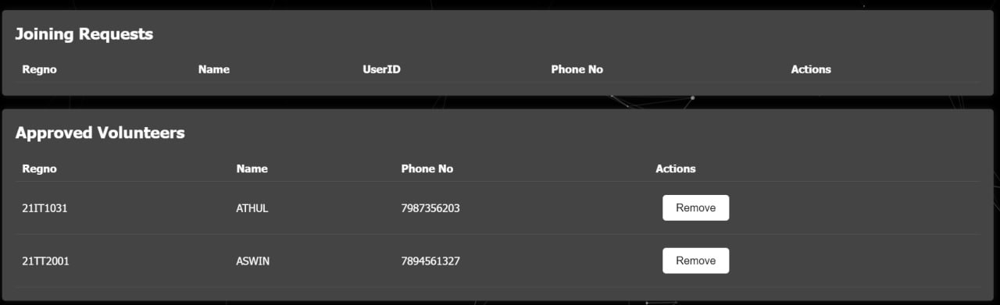 Joining Requests
Regno Name UserID Phone No Actions
Approved Volunteers
Regno Name Phone No Actions
21IT1031 ATHUL 7987356203 Remove
21TT2001 ASWIN 7894561327 Remove